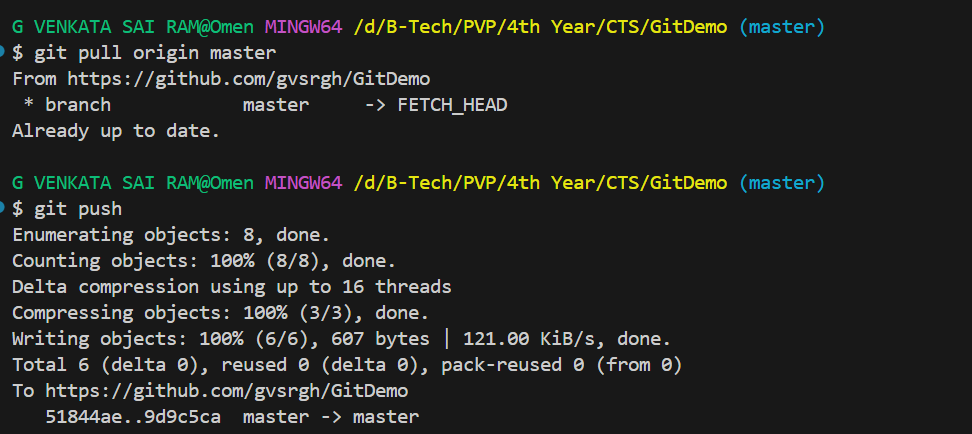 G VENKATA SAI RAM@Omen MINGW64 /d/B-Tech/PVP/4th Year/CTS/GitDemo (master)
$ git pull origin master
From https://github.com/gvsrgh/GitDemo
 * branch            master     -> FETCH_HEAD
Already up to date.

G VENKATA SAI RAM@Omen MINGW64 /d/B-Tech/PVP/4th Year/CTS/GitDemo (master)
$ git push
Enumerating objects: 8, done.
Counting objects: 100% (8/8), done.
Delta compression using up to 16 threads
Compressing objects: 100% (3/3), done.
Writing objects: 100% (6/6), 607 bytes | 121.00 KiB/s, done.
Total 6 (delta 0), reused 0 (delta 0), pack-reused 0 (from 0)
To https://github.com/gvsrgh/GitDemo
   51844ae..9d9c5ca  master -> master